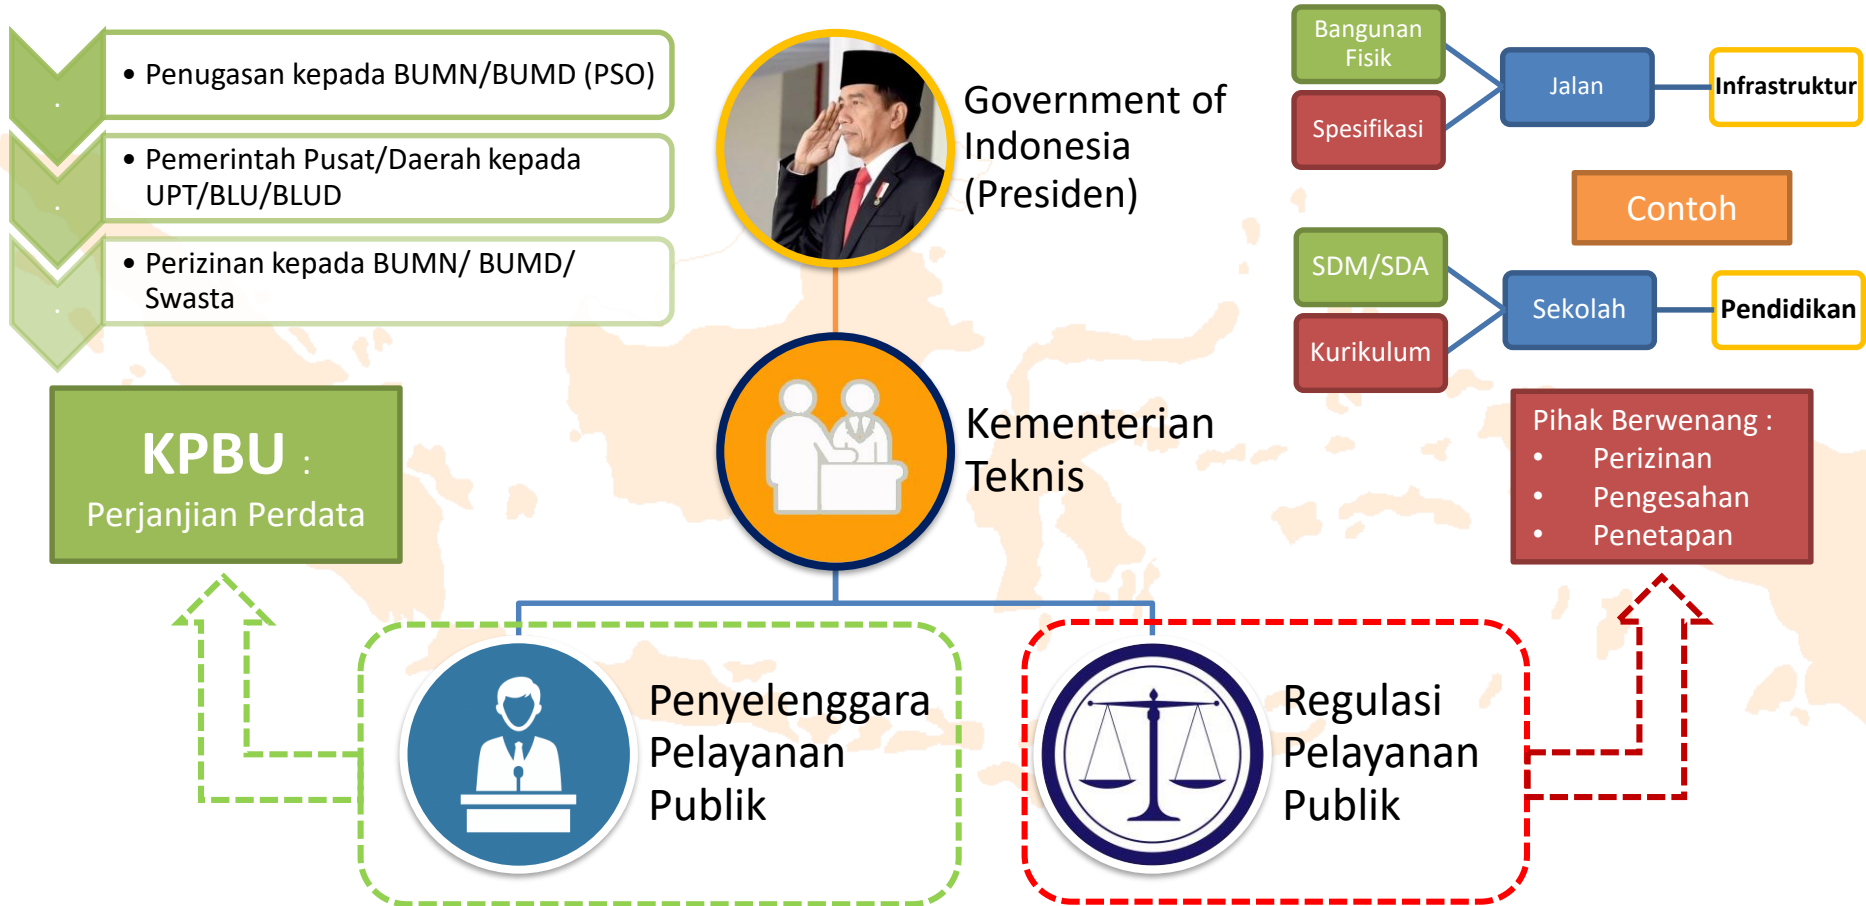 • Penugasan kepada BUMN/BUMD (PSO)
• Pemerintah Pusat/Daerah kepada
UPT/BLU/BLUD
• Perizinan kepada BUMN/ BUMD/
Swasta
KPBU :
Perjanjian Perdata
Government of
Indonesia
(Presiden)
Kementerian
Teknis
Penyelenggara
Pelayanan
Publik
Regulasi
Pelayanan
Publik
Bangunan
Fisik
Spesifikasi
Jalan
Infrastruktur
Contoh
SDM/SDA
Kurikulum
Sekolah
Pendidikan
Pihak Berwenang :
• Perizinan
• Pengesahan
• Penetapan